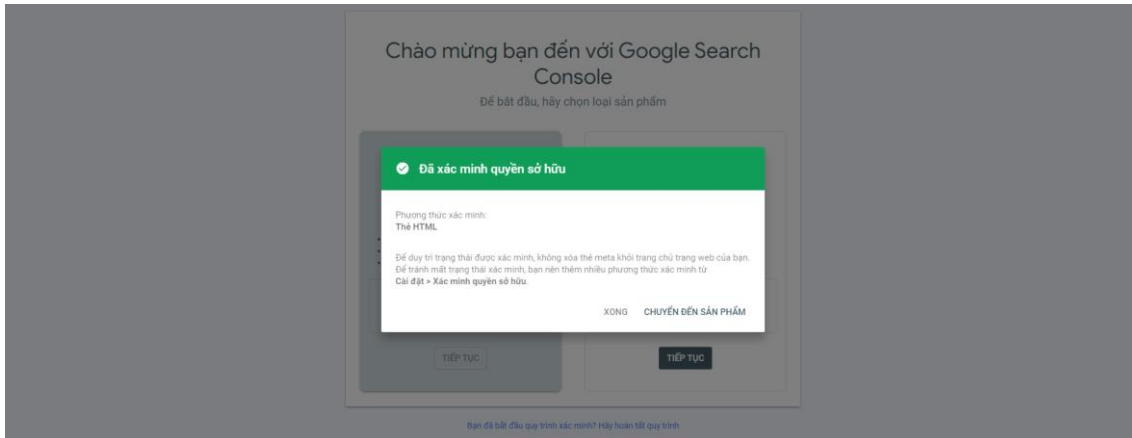 Chào mừng bạn đến với Google Search
Console
Để bắt đầu, hãy chọn loại sản phẩm
Đã xác minh quyền sở hữu
Phương thức xác minh:
Thẻ HTML
Để duy trì trạng thái được xác minh, không xóa thẻ meta khỏi trang chủ trang web của bạn.
Để tránh mất trạng thái xác minh, bạn nên thêm nhiều phương thức xác minh từ
Cài đặt > Xác minh quyền sở hữu.
XONG CHUYỂN ĐẾN SẢN PHẨM
TIẾP TỤC TIẾP TỤC
Bạn đã bắt đầu quy trình xác minh? Hãy hoàn tất quy trình